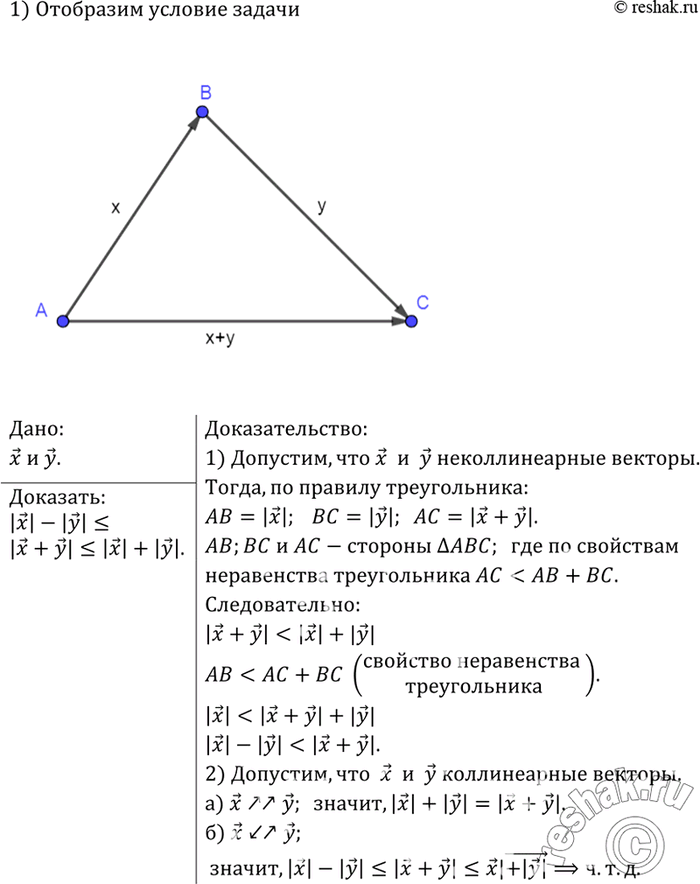 1) Отобразим условие задачи
© reshak.ru
B
x
y
A
C
x+y
Дано:
x⃗ и y⃗.
Доказать:
|x⃗| − |y⃗| ≤
|x⃗ + y⃗| ≤ |x⃗| + |y⃗|.
Доказательство:
1) Допустим, что x⃗ и y⃗ неколлинеарные векторы.
Тогда, по правилу треугольника:
AB = |x⃗|; BC = |y⃗|; AC = |x⃗ + y⃗|.
AB; BC и AC − стороны ΔABC; где по свойствам
неравенства треугольника AC < AB + BC.
Следовательно:
|x⃗ + y⃗| < |x⃗| + |y⃗|
AB < AC + BC (свойство неравенства
треугольника).
|x⃗| < |x⃗ + y⃗| + |y⃗|
|x⃗| − |y⃗| < |x⃗ + y⃗|.
2) Допустим, что x⃗ и y⃗ коллинеарные векторы.
а) x⃗ ↗↗ y⃗; значит, |x⃗| + |y⃗| = |x⃗ + y⃗|.
б) x⃗ ↙↗ y⃗;
значит, |x⃗| − |y⃗| ≤ |x⃗ + y⃗| ≤ x⃗| + |y⃗| ⟹ ч. т. д.
reshak.ru
©